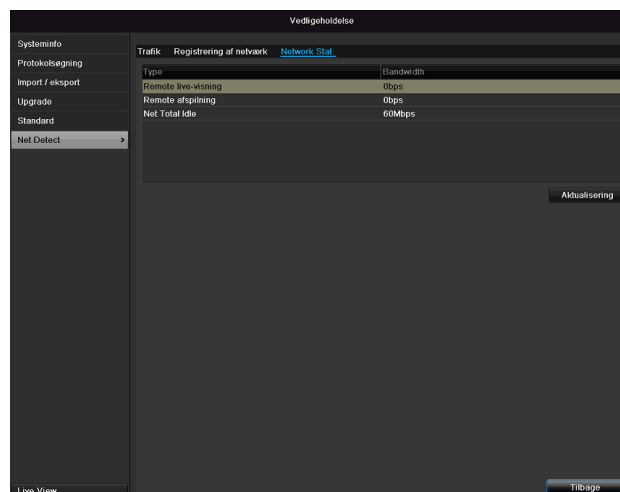 Vedligeholdelse
Systeminfo
Protokolsøgning
Import / eksport
Upgrade
Standard
Net Detect
Trafik Registrering af netværk Network Stat.
Type Bandwidth
Remote live-visning 0bps
Remote afspilning 0bps
Net Total Idle 60Mbps
Aktualisering
Live View
Tilbage